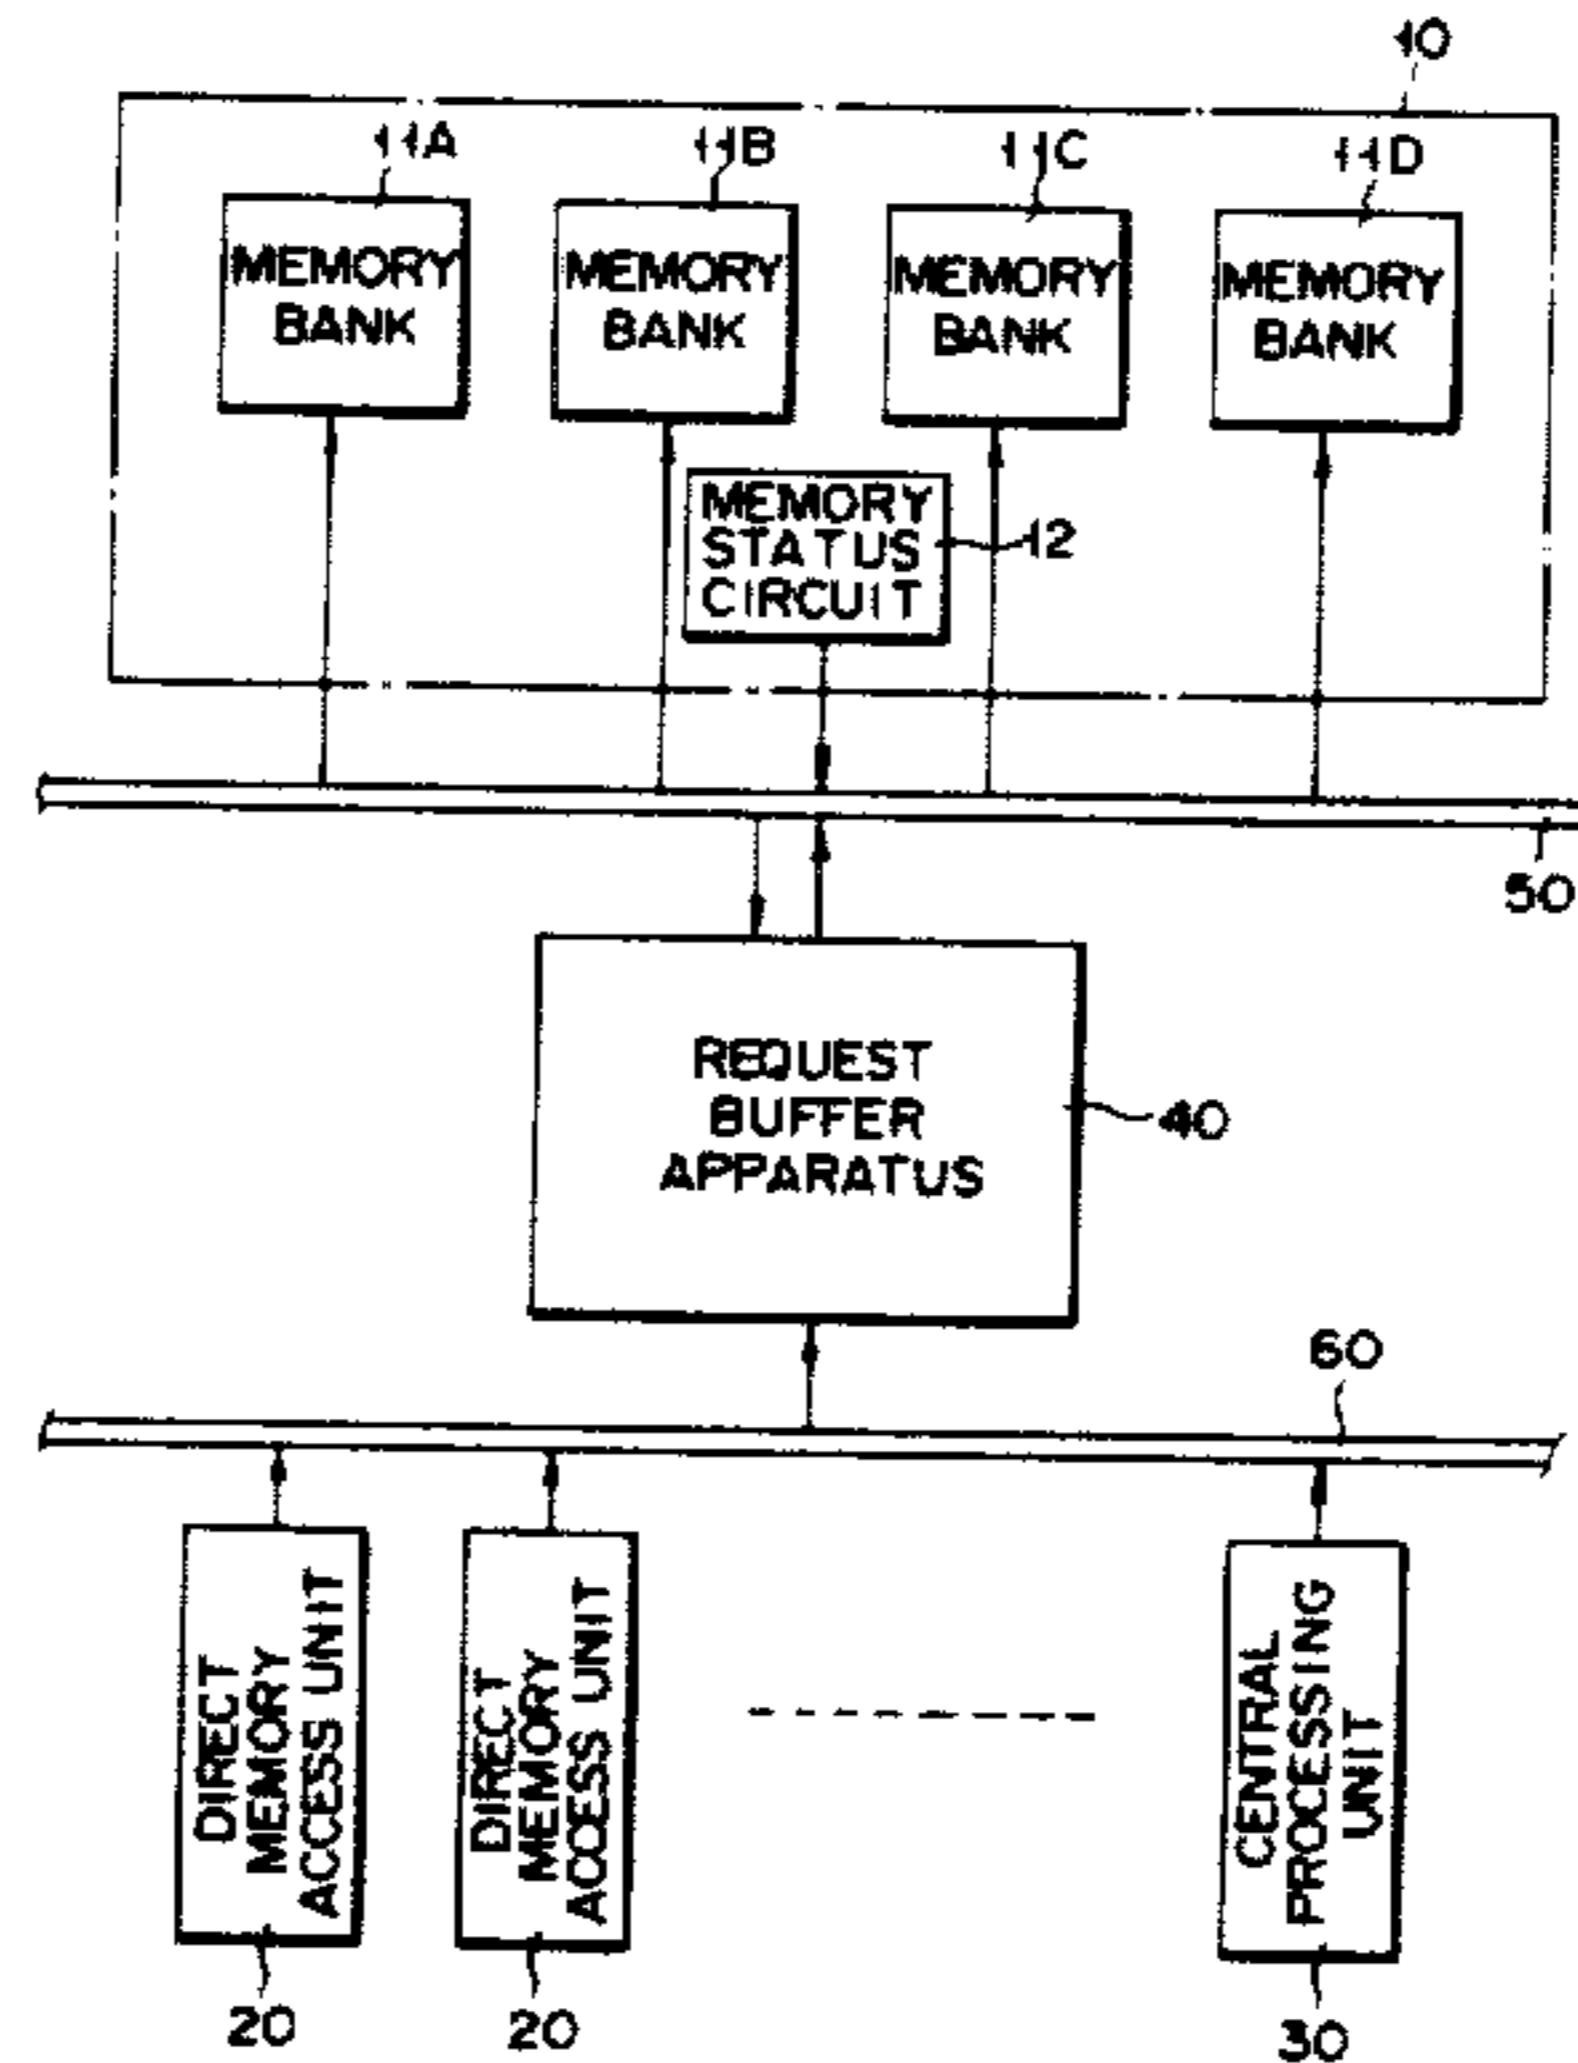 10
11A
11B
11C
11D
MEMORY
BANK
MEMORY
BANK
MEMORY
BANK
MEMORY
BANK
MEMORY
STATUS
CIRCUIT
12
50
REQUEST
BUFFER
APPARATUS
40
60
DIRECT
MEMORY
ACCESS UNIT
DIRECT
MEMORY
ACCESS UNIT
CENTRAL
PROCESSING
UNIT
20
20
30